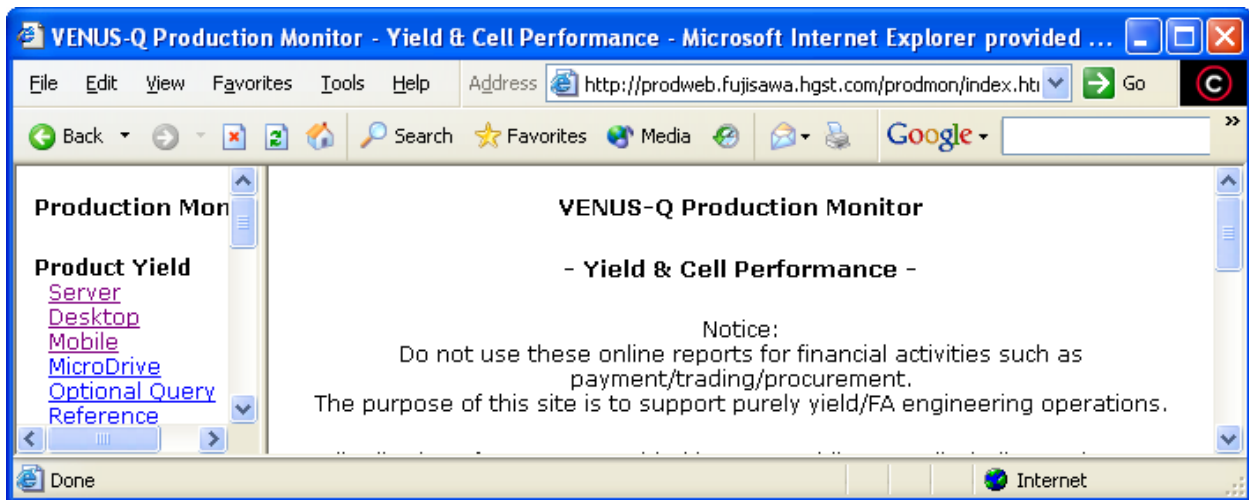 VENUS-Q Production Monitor - Yield & Cell Performance - Microsoft Internet Explorer provided ...
File Edit View Favorites Tools Help Address http://prodweb.fujisawa.hgst.com/prodmon/index.ht Go
Back Search Favorites Media Google
Production Mon
Product Yield
Server
Desktop
Mobile
MicroDrive
Optional Query
Reference
VENUS-Q Production Monitor
- Yield & Cell Performance -
Notice:
Do not use these online reports for financial activities such as
payment/trading/procurement.
The purpose of this site is to support purely yield/FA engineering operations.
Done Internet